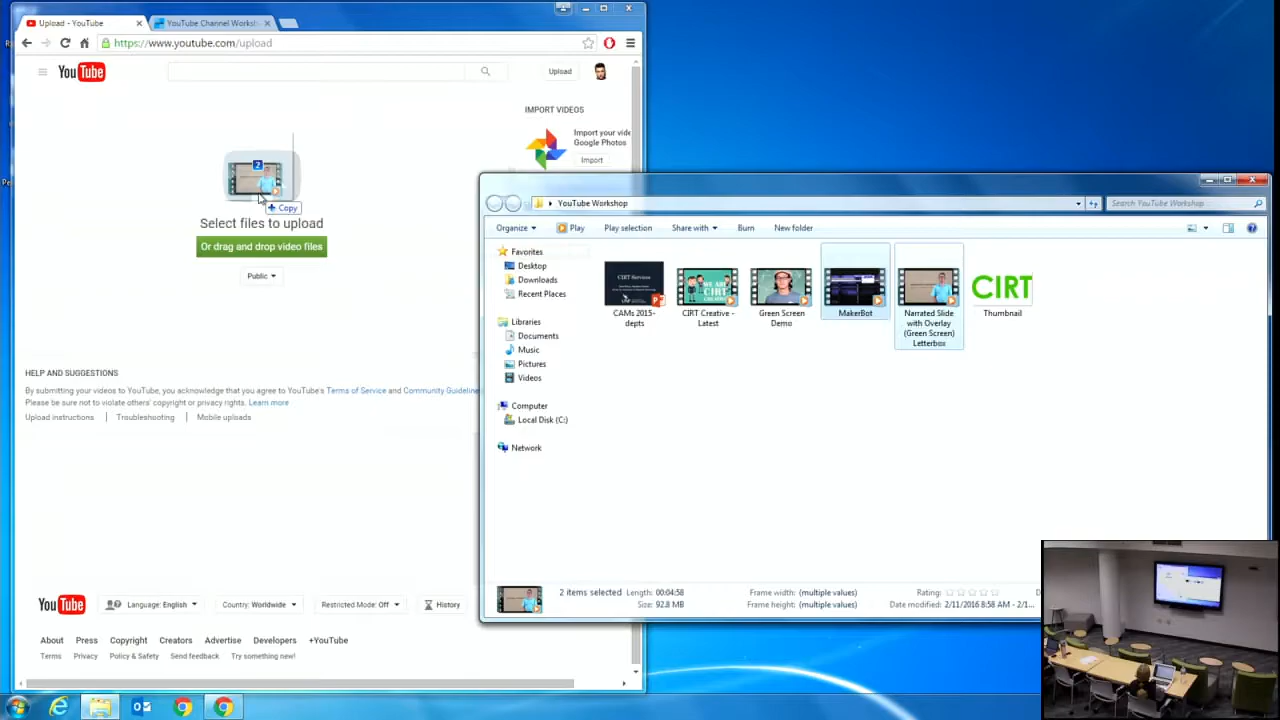 Upload - YouTube
YouTube Channel Worksh
https://www.youtube.com/upload
YouTube
Upload
IMPORT VIDEOS
Import your vide
Google Photos
Import
2
Copy
Select files to upload
Or drag and drop video files
Public
HELP AND SUGGESTIONS
By submitting your videos to YouTube, you acknowledge that you agree to YouTube's Terms of Service and Community Guideline
Please be sure not to violate others' copyright or privacy rights. Learn more
Upload instructions | Troubleshooting | Mobile uploads
YouTube
Language: English
Country: Worldwide
Restricted Mode: Off
History
About Press Copyright Creators Advertise Developers +YouTube
Terms Privacy Policy & Safety Send feedback Try something new!
YouTube Workshop
Search YouTube Workshop
Organize Play Play selection Share with Burn New folder
Favorites
Desktop
Downloads
Recent Places
Libraries
Documents
Music
Pictures
Videos
Computer
Local Disk (C:)
Network
CIRT Services
CAMs 2015-
depts
WE ARE
CIRT
CIRT Creative -
Latest
Green Screen
Demo
MakerBot
Narrated Slide
with Overlay
(Green Screen)
Letterbox
CIRT
Thumbnail
2 items selected Length: 00:04:58 Frame width: (multiple values) Rating:
Size: 92.8 MB Frame height: (multiple values) Date modified: 2/11/2016 8:58 AM - 2/1...